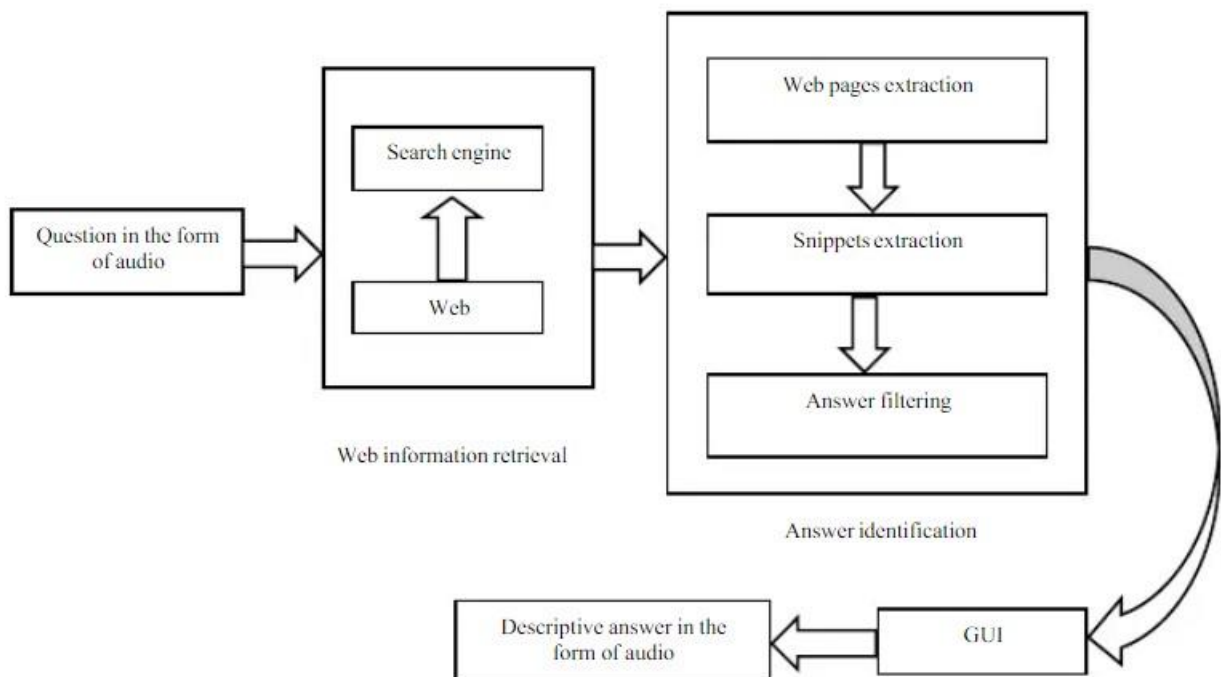 Web pages extraction
Search engine
Question in the form
of audio
Snippets extraction
Web
Answer filtering
Web information retrieval
Answer identification
Descriptive answer in the
form of audio
GUI